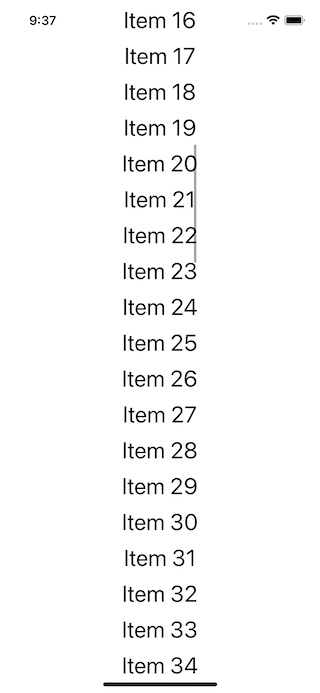 9:37
Item 16
Item 17
Item 18
Item 19
Item 20
Item 21
Item 22
Item 23
Item 24
Item 25
Item 26
Item 27
Item 28
Item 29
Item 30
Item 31
Item 32
Item 33
Item 34